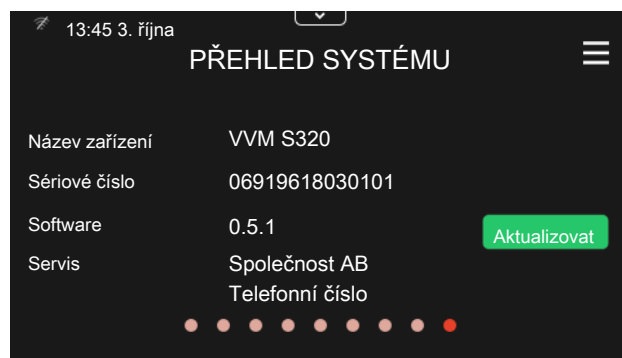 13:45 3. října
PŘEHLED SYSTÉMU
Název zařízení VVM S320
Sériové číslo 06919618030101
Software 0.5.1 Aktualizovat
Servis Společnost AB
Telefonní číslo